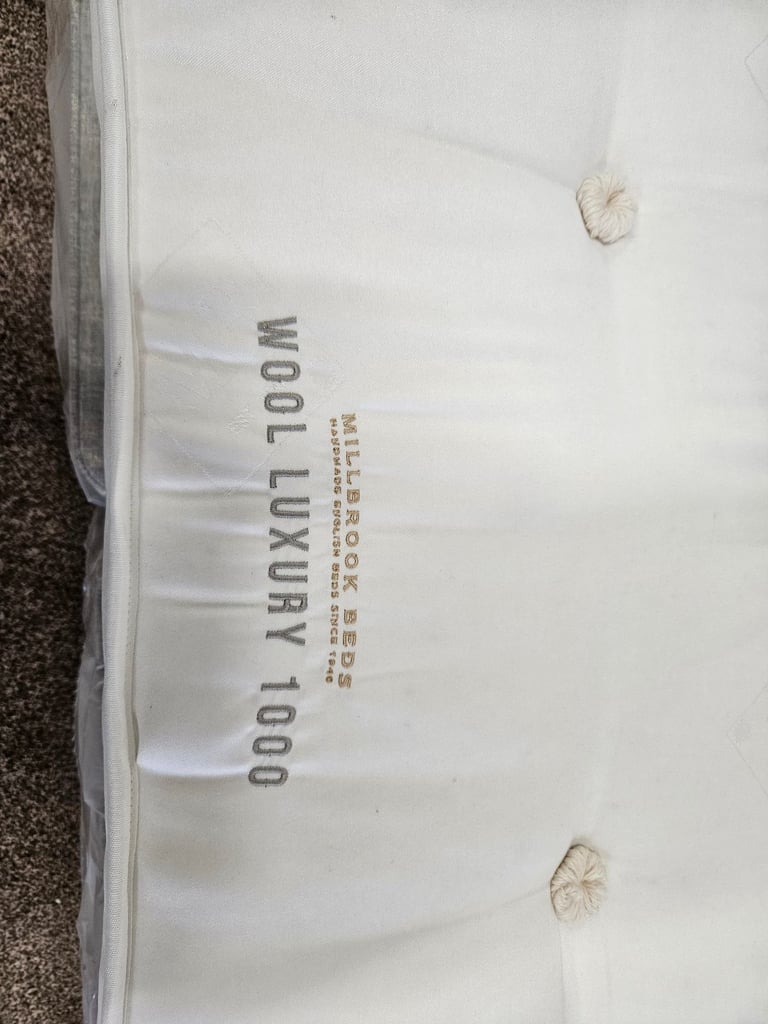 MILLBROOK BEDS
HANDMADE ENGLISH BEDS SINCE 1946
WOOL LUXURY 1000